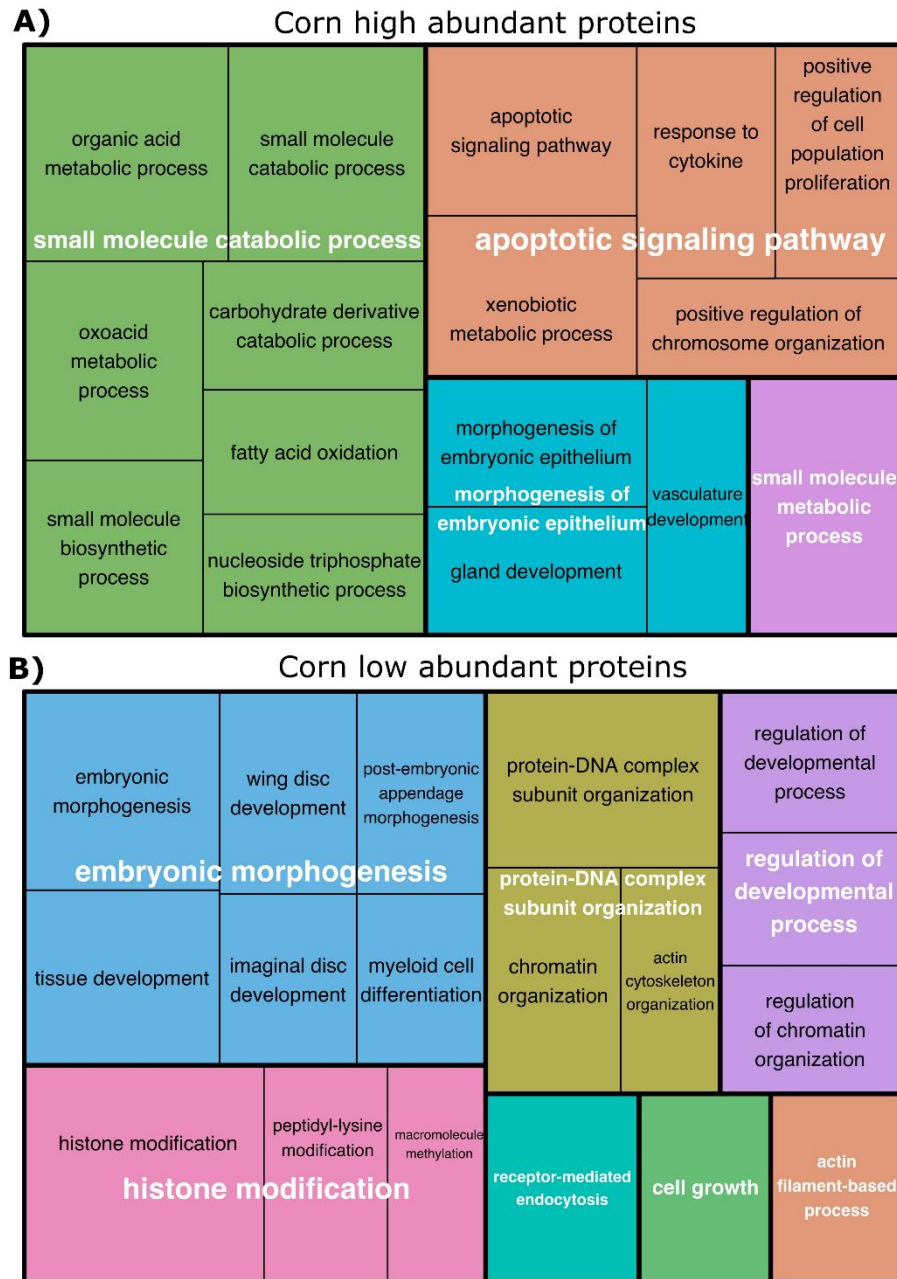 A)
Corn high abundant proteins
organic acid
metabolic process
small molecule
catabolic process
small molecule catabolic process
oxoacid
metabolic
process
carbohydrate derivative
catabolic process
fatty acid oxidation
small molecule
biosynthetic
process
nucleoside triphosphate
biosynthetic process
apoptotic
signaling pathway
response to
cytokine
positive
regulation
of cell
population
proliferation
apoptotic signaling pathway
xenobiotic
metabolic process
positive regulation of
chromosome organization
morphogenesis of
embryonic epithelium
morphogenesis of
embryonic epithelium
gland development
vasculature
development
small molecule
metabolic
process
B)
Corn low abundant proteins
embryonic
morphogenesis
wing disc
development
post-embryonic
appendage
morphogenesis
embryonic morphogenesis
tissue development
imaginal disc
development
myeloid cell
differentiation
protein-DNA complex
subunit organization
protein-DNA complex
subunit organization
chromatin
organization
actin
cytoskeleton
organization
regulation of
developmental
process
regulation of
developmental
process
regulation
of chromatin
organization
histone modification
peptidyl-lysine
modification
macromolecule
methylation
histone modification
receptor-mediated
endocytosis
cell growth
actin
filament-based
process